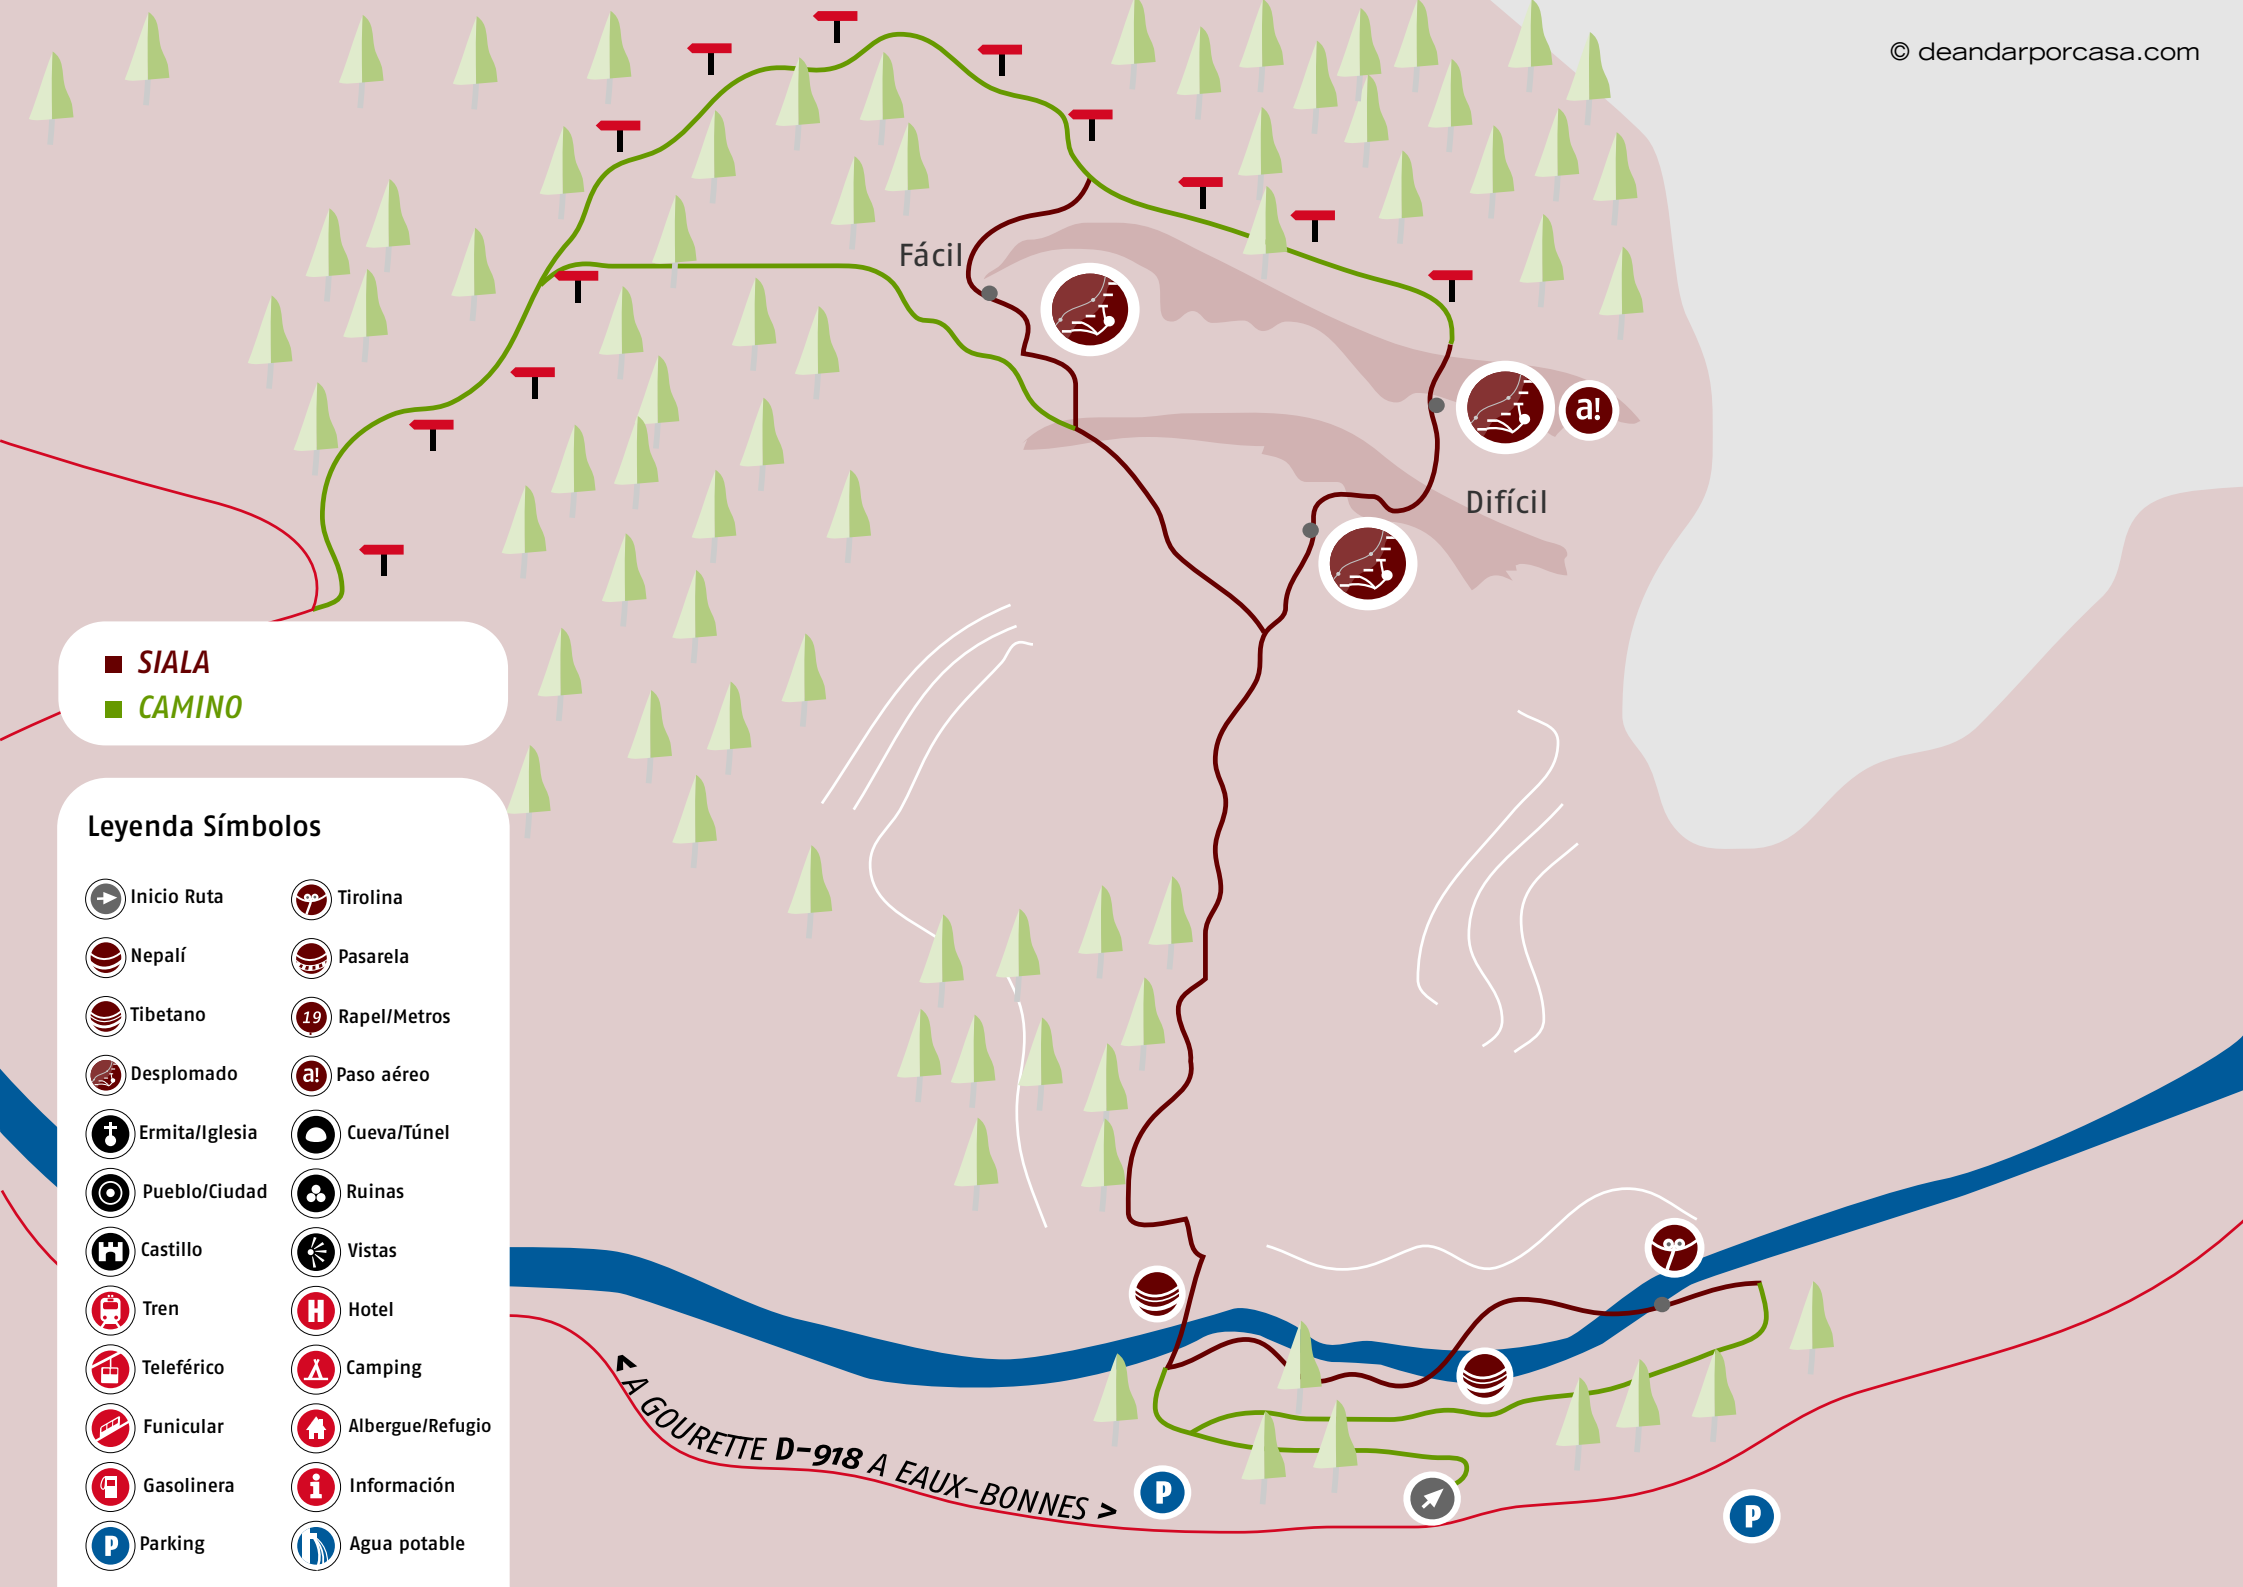 © deandarporcasa.com
Fácil
a!
Difícil
SIALA
CAMINO
Leyenda Símbolos
Inicio Ruta
Tirolina
Nepalí
Pasarela
Tibetano
19 Rapel/Metros
Desplomado
a! Paso aéreo
Ermita/Iglesia
Cueva/Túnel
Pueblo/Ciudad
Ruinas
Castillo
Vistas
Tren
H Hotel
Teleférico
Camping
Funicular
Albergue/Refugio
Gasolinera
i Información
P Parking
Agua potable
< A GOURETTE D-918 A EAUX-BONNES >
P
P